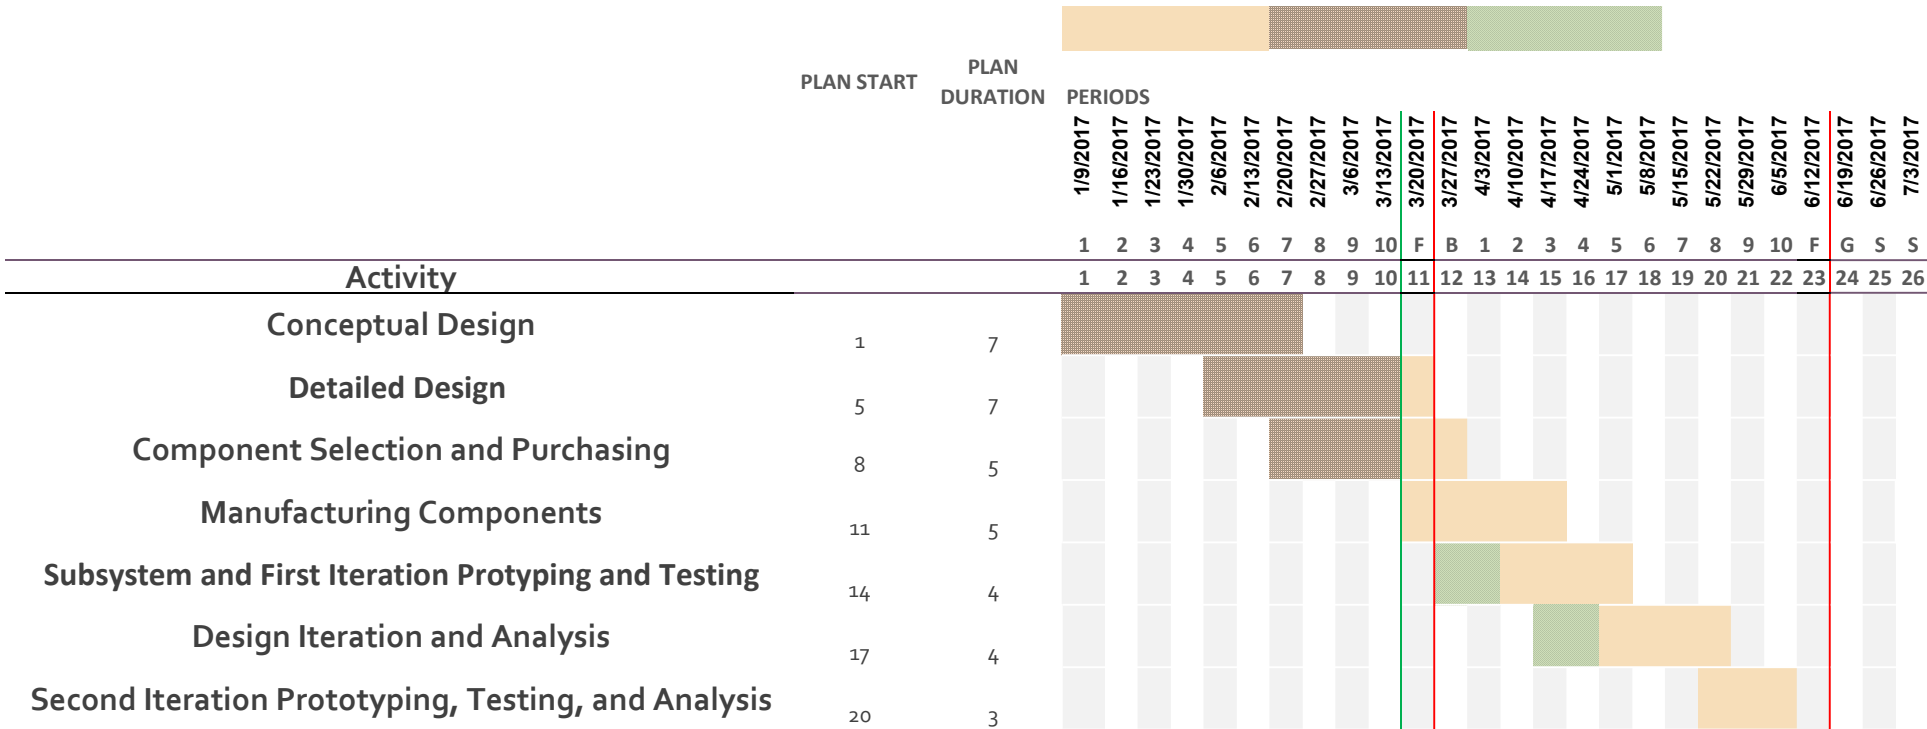 PLAN START
PLAN DURATION
PERIODS
1/9/2017 1/16/2017 1/23/2017 1/30/2017 2/6/2017 2/13/2017 2/20/2017 2/27/2017 3/6/2017 3/13/2017 3/20/2017 3/27/2017 4/3/2017 4/10/2017 4/17/2017 4/24/2017 5/1/2017 5/8/2017 5/15/2017 5/22/2017 5/29/2017 6/5/2017 6/12/2017 6/19/2017 6/26/2017 7/3/2017
1 2 3 4 5 6 7 8 9 10 F B 1 2 3 4 5 6 7 8 9 10 F G S S
Activity 1 2 3 4 5 6 7 8 9 10 11 12 13 14 15 16 17 18 19 20 21 22 23 24 25 26
Conceptual Design 1 7
Detailed Design 5 7
Component Selection and Purchasing 8 5
Manufacturing Components 11 5
Subsystem and First Iteration Protyping and Testing 14 4
Design Iteration and Analysis 17 4
Second Iteration Prototyping, Testing, and Analysis 20 3